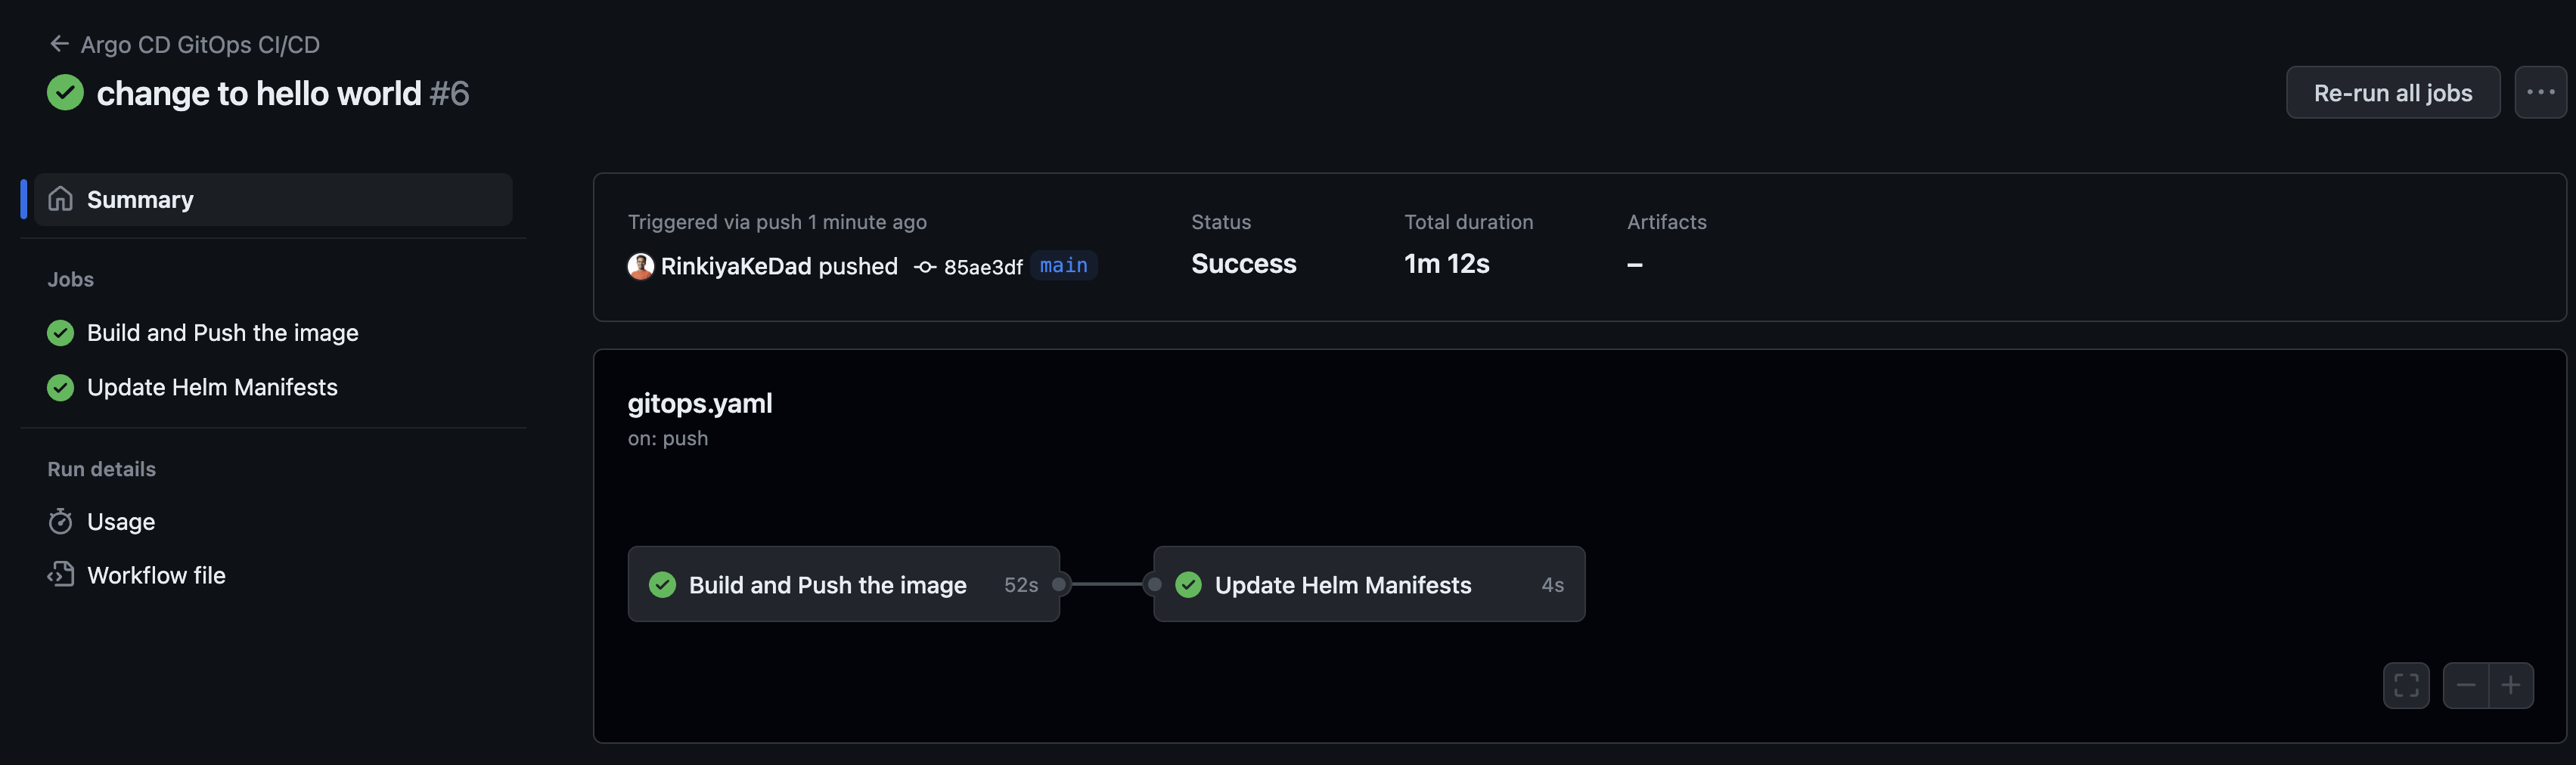 Argo CD GitOps CI/CD
change to hello world #6
Re-run all jobs
Summary
Jobs
Build and Push the image
Update Helm Manifests
Run details
Usage
Workflow file
Triggered via push 1 minute ago
RinkiyaKeDad pushed 85ae3df main
Status
Success
Total duration
1m 12s
Artifacts
–
gitops.yaml
on: push
Build and Push the image 52s
Update Helm Manifests 4s